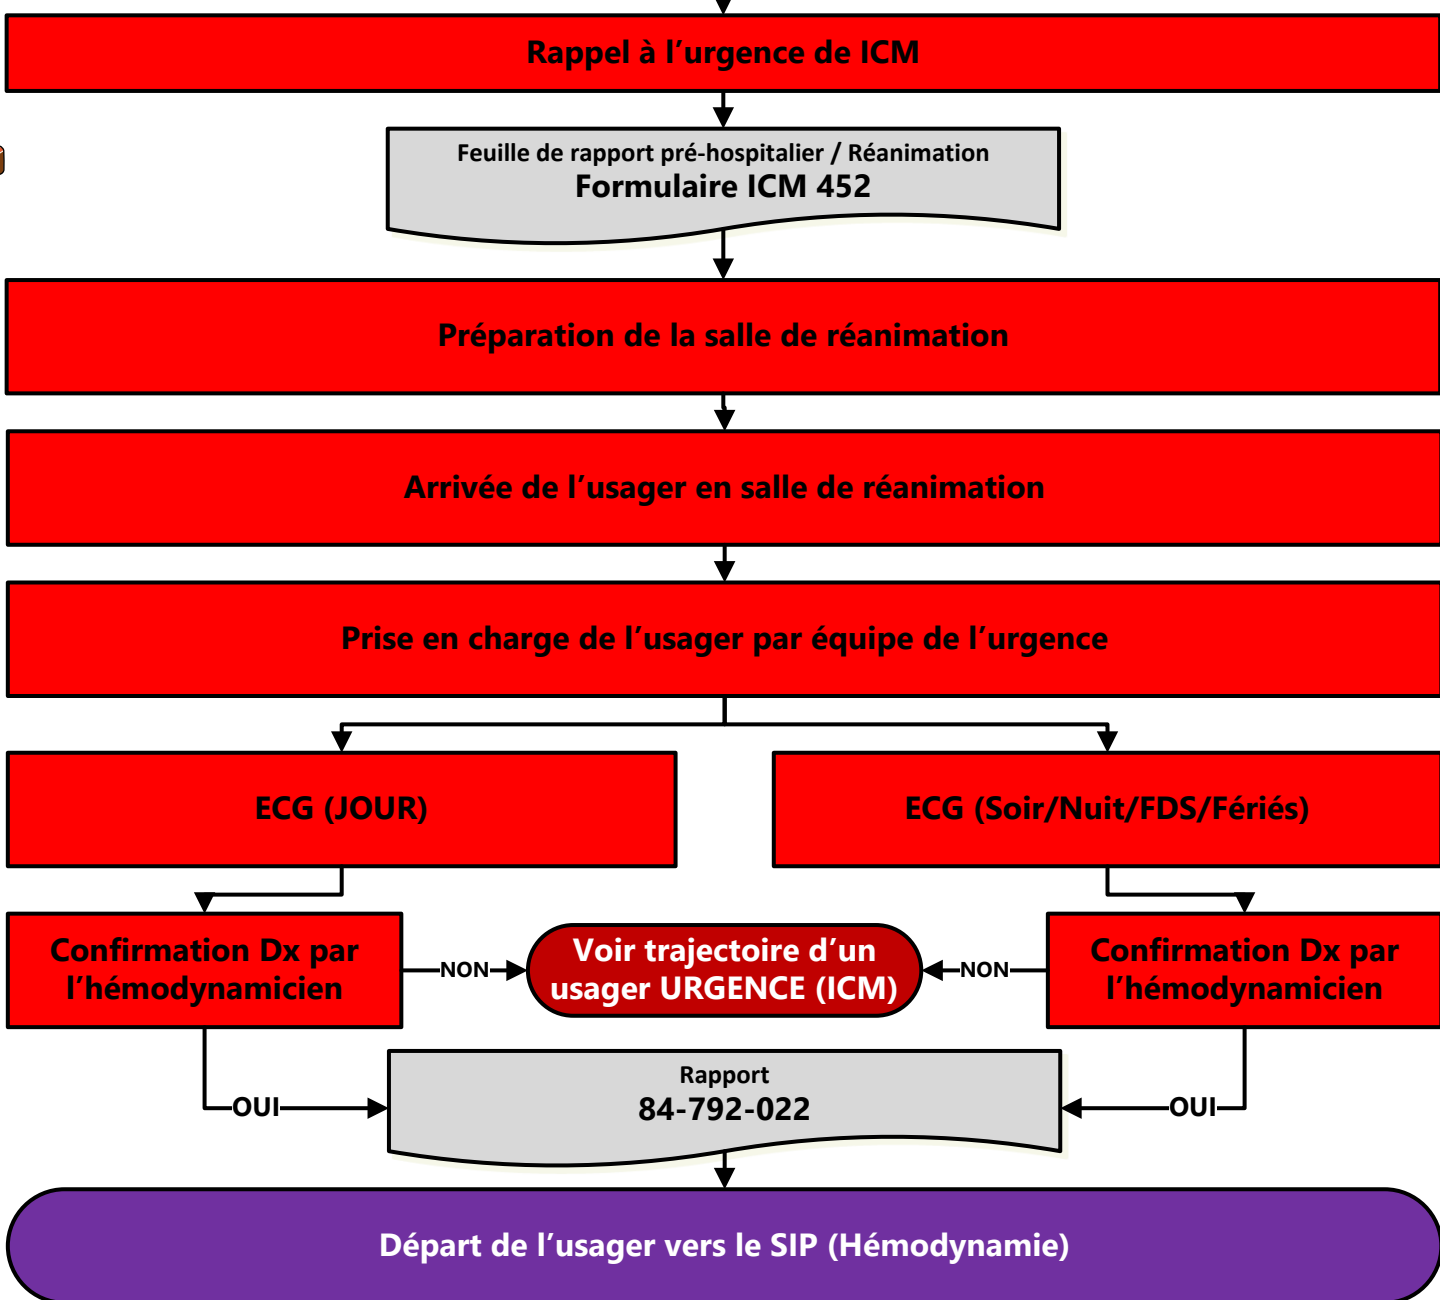 Rappel à l’urgence de ICM
Feuille de rapport pré-hospitalier / Réanimation
Formulaire ICM 452
Préparation de la salle de réanimation
Arrivée de l’usager en salle de réanimation
Prise en charge de l’usager par équipe de l’urgence
ECG (JOUR)
ECG (Soir/Nuit/FDS/Fériés)
Confirmation Dx par
l’hémodynamicien
NON
Voir trajectoire d’un
usager URGENCE (ICM)
NON
Confirmation Dx par
l’hémodynamicien
OUI
Rapport
84-792-022
OUI
Départ de l’usager vers le SIP (Hémodynamie)